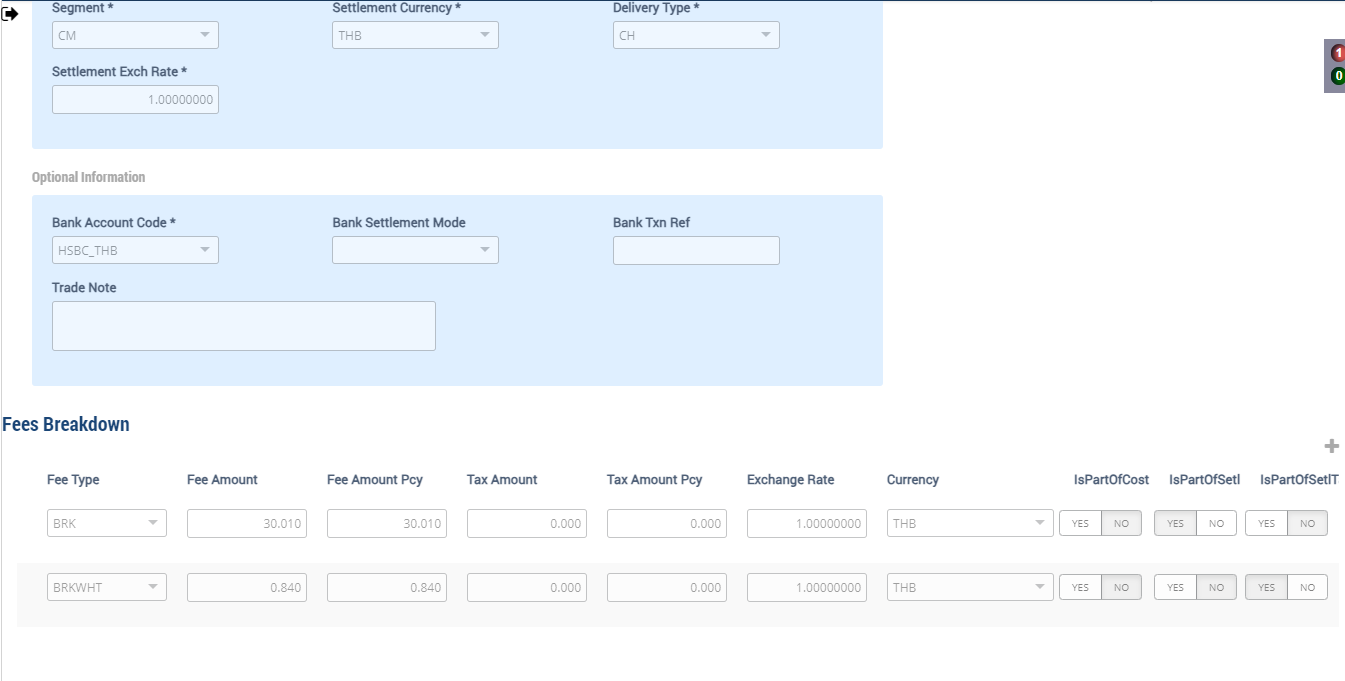 Segment * Settlement Currency * Delivery Type *
CM THB CH
Settlement Exch Rate *
1.00000000
1
0
Optional Information
Bank Account Code * Bank Settlement Mode Bank Txn Ref
HSBC_THB
Trade Note
Fees Breakdown
Fee Type Fee Amount Fee Amount Pcy Tax Amount Tax Amount Pcy Exchange Rate Currency IsPartOfCost IsPartOfSetl IsPartOfSetlT
BRK 30.010 30.010 0.000 0.000 1.00000000 THB YES NO YES NO YES NO
BRKWHT 0.840 0.840 0.000 0.000 1.00000000 THB YES NO YES NO YES NO